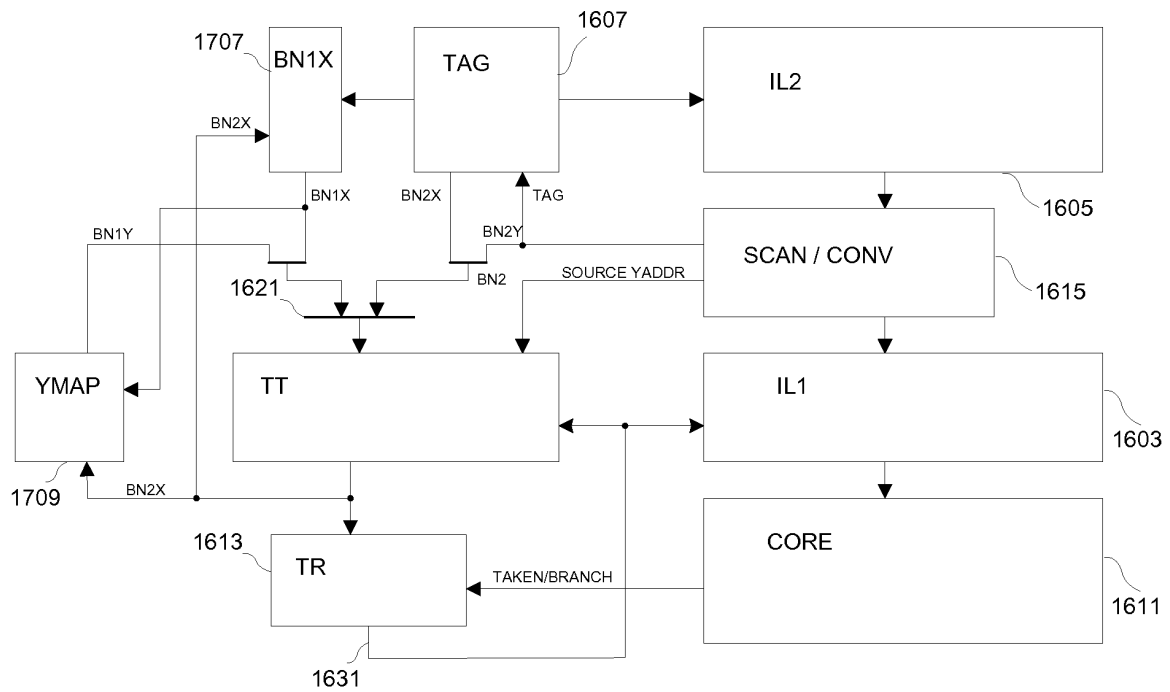 1707
1607
BN1X
TAG
IL2
BN2X
BN1X
BN2X
TAG
1605
BN1Y
BN2Y
SCAN / CONV
BN2
SOURCE YADDR
1621
1615
YMAP
TT
IL1
1603
1709
BN2X
1613
TR
CORE
TAKEN/BRANCH
1611
1631